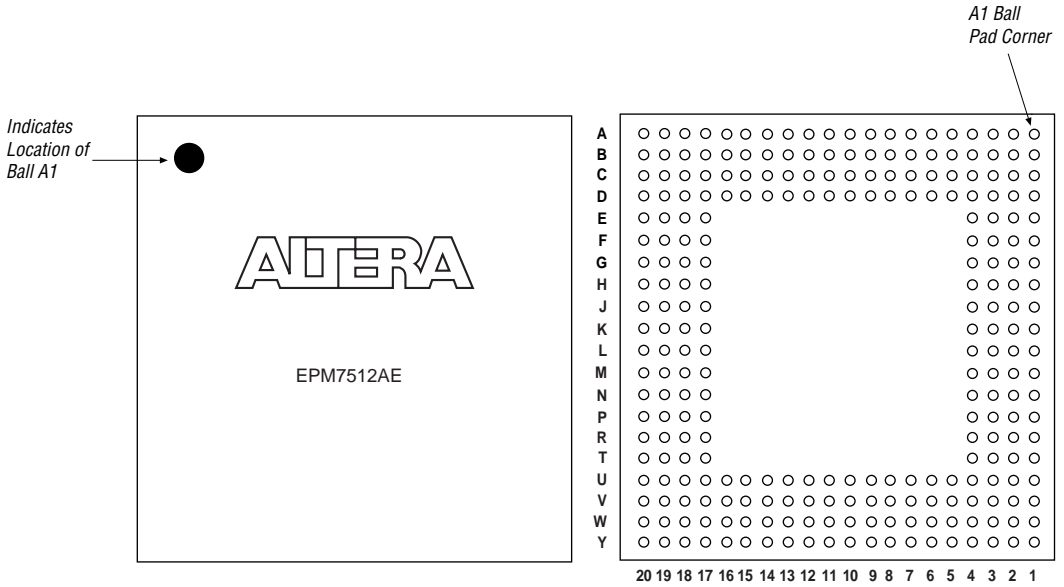 A1 Ball
Pad Corner
Indicates
Location of
Ball A1
ALTERA
EPM7512AE
A
B
C
D
E
F
G
H
J
K
L
M
N
P
R
T
U
V
W
Y
20 19 18 17 16 15 14 13 12 11 10 9 8 7 6 5 4 3 2 1